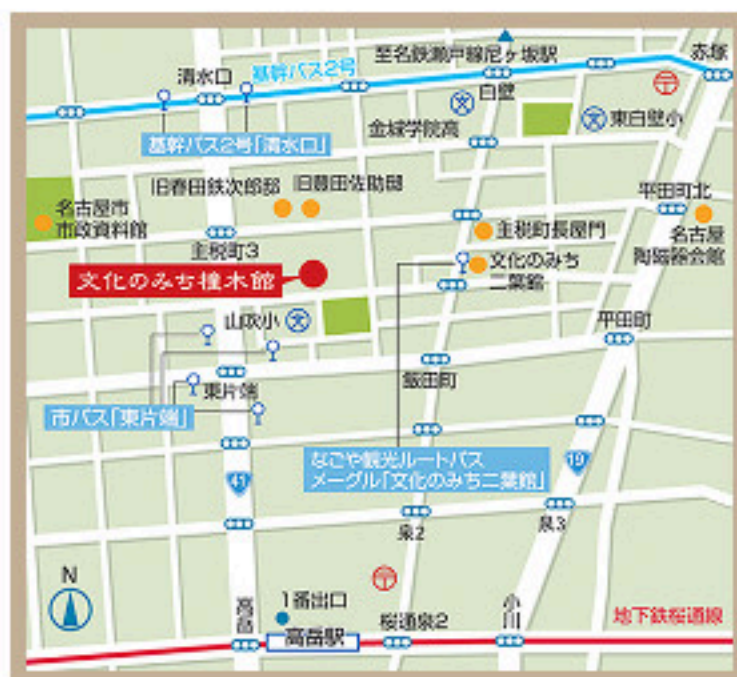 至名鉄瀬戸線尼ヶ坂駅
赤塚
清水口
基幹バス2号
白壁
金城学院高
東白壁小
基幹バス2号「清水口」
旧春田鉄次郎邸
旧豊田佐助邸
平田町北
名古屋市
市政資料館
主税町長屋門
名古屋
陶磁器会館
主税町3
文化のみち橦木館
文化のみち
二葉館
山吹小
平田町
東片端
飯田町
市バス「東片端」
なごや観光ルートバス
メーグル「文化のみち二葉館」
19
41
泉2
泉3
N
1番出口
高岳
高岳駅
桜通泉2
小川
地下鉄桜通線